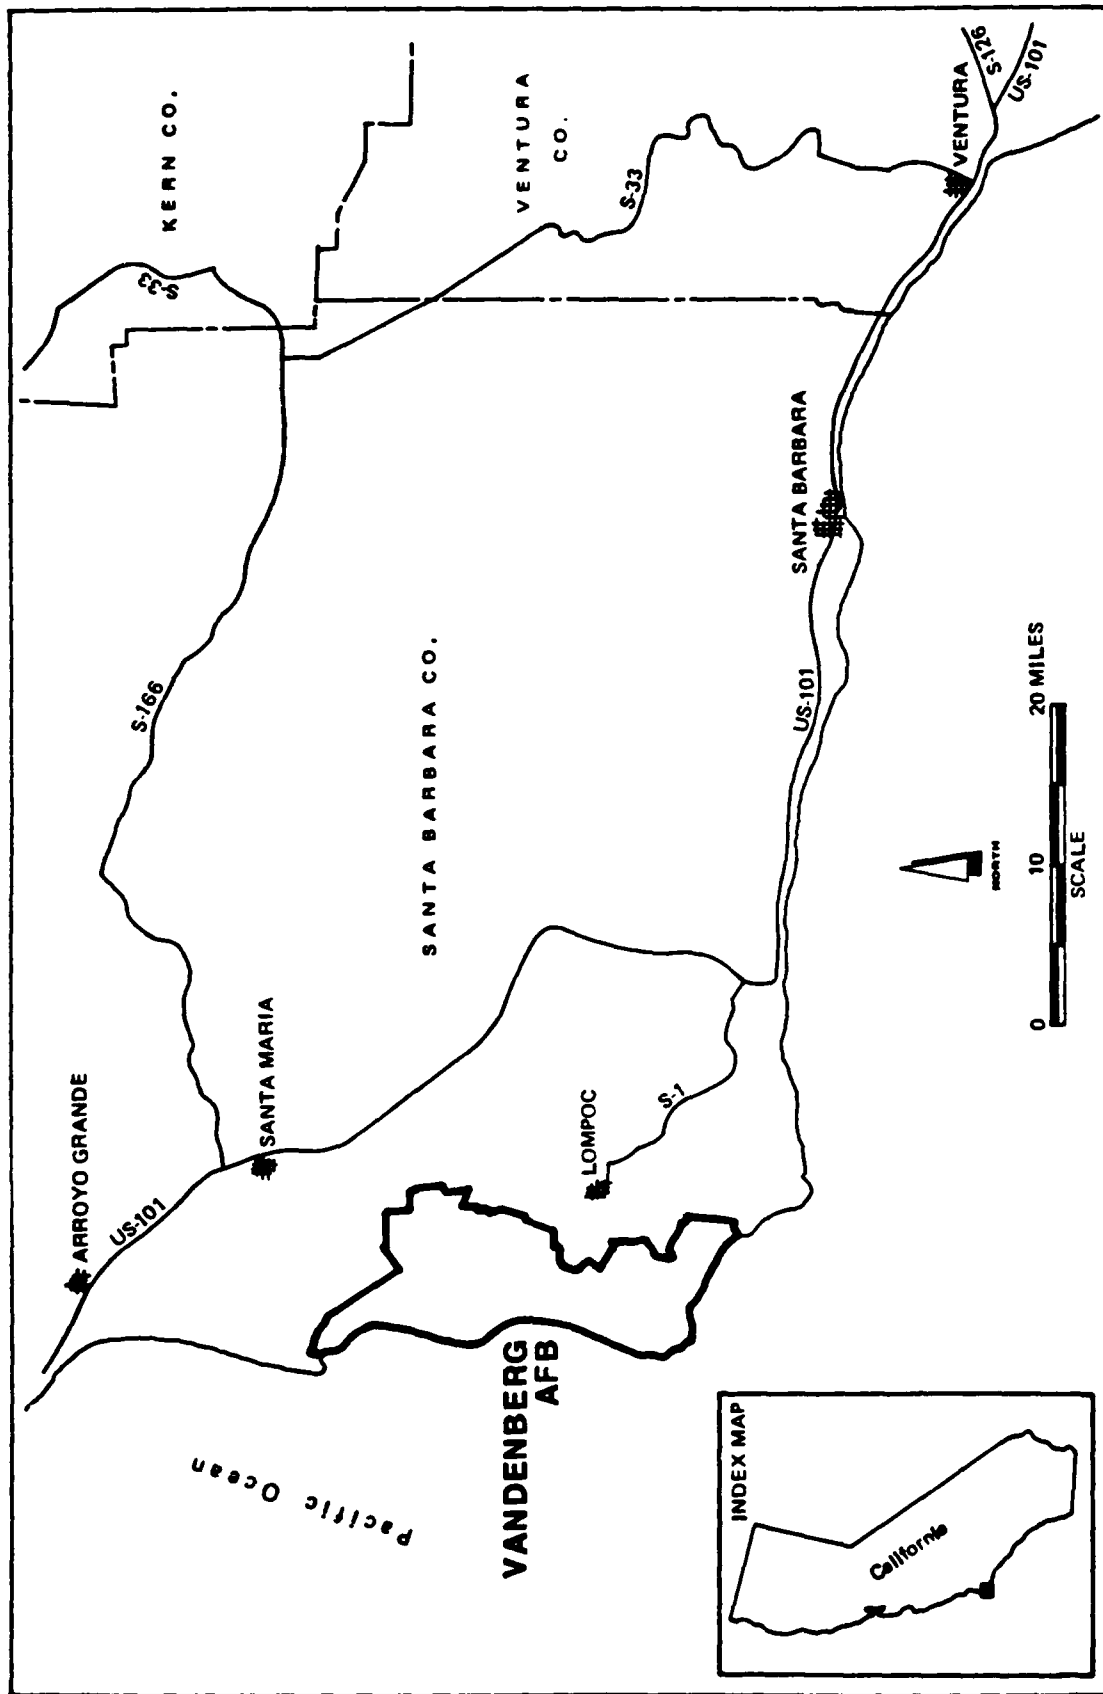 KERN CO.
VENTURA
CO.
S-33
S-33
S-126
US-101
VENTURA
SANTA BARBARA
S-166
SANTA BARBARA CO.
US-101
ARROYO GRANDE
US-101
SANTA MARIA
LOMPOC
S-1
VANDENBERG
AFB
Pacific Ocean
NORTH
0 10 20 MILES
SCALE
INDEX MAP
California